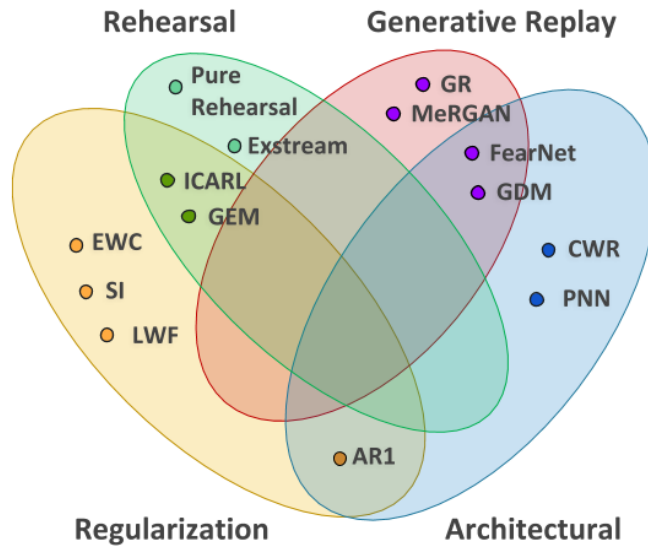 Rehearsal
Generative Replay
Pure
Rehearsal
GR
MeRGAN
Exstream
FearNet
ICARL
GDM
GEM
EWC
CWR
SI
PNN
LWF
AR1
Regularization
Architectural